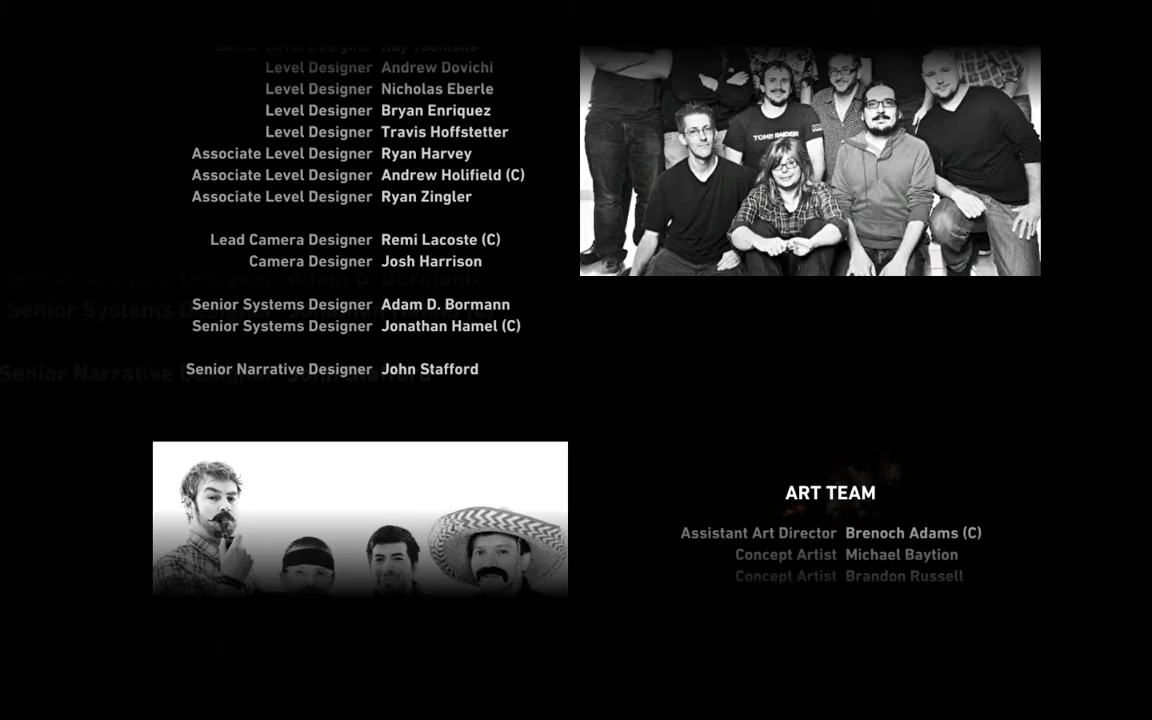 Level Designer Andrew Dovichi
Level Designer Nicholas Eberle
Level Designer Bryan Enriquez
Level Designer Travis Hoffstetter
Associate Level Designer Ryan Harvey
Associate Level Designer Andrew Holifield (C)
Associate Level Designer Ryan Zingler
Lead Camera Designer Remi Lacoste (C)
Camera Designer Josh Harrison
Senior Systems Designer Adam D. Bormann
Senior Systems Designer Jonathan Hamel (C)
Senior Narrative Designer John Stafford
TOMB RAIDER
ART TEAM
Assistant Art Director Brenoch Adams (C)
Concept Artist Michael Baytion
Concept Artist Brandon Russell